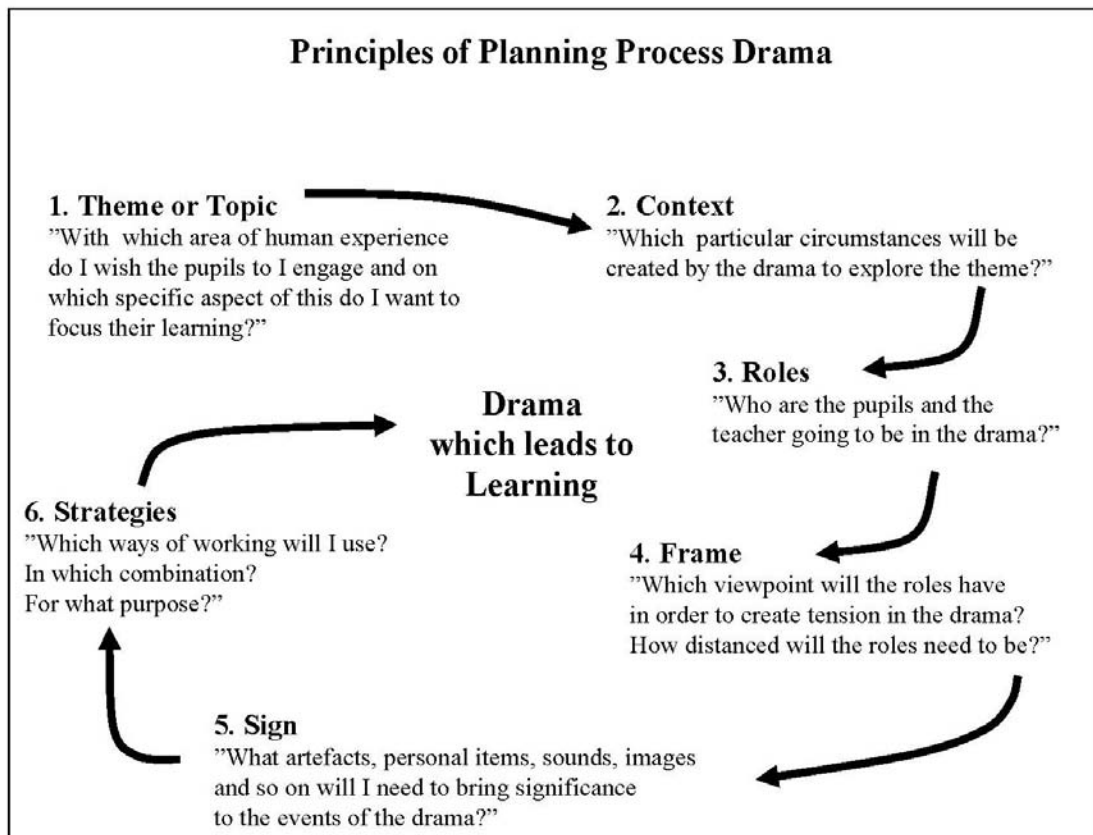 Principles of Planning Process Drama
1. Theme or Topic
”With which area of human experience
do I wish the pupils to I engage and on
which specific aspect of this do I want to
focus their learning?”
2. Context
”Which particular circumstances will be
created by the drama to explore the theme?”
3. Roles
”Who are the pupils and the
teacher going to be in the drama?”
4. Frame
”Which viewpoint will the roles have
in order to create tension in the drama?
How distanced will the roles need to be?”
5. Sign
”What artefacts, personal items, sounds, images
and so on will I need to bring significance
to the events of the drama?”
6. Strategies
”Which ways of working will I use?
In which combination?
For what purpose?”
Drama
which leads to
Learning